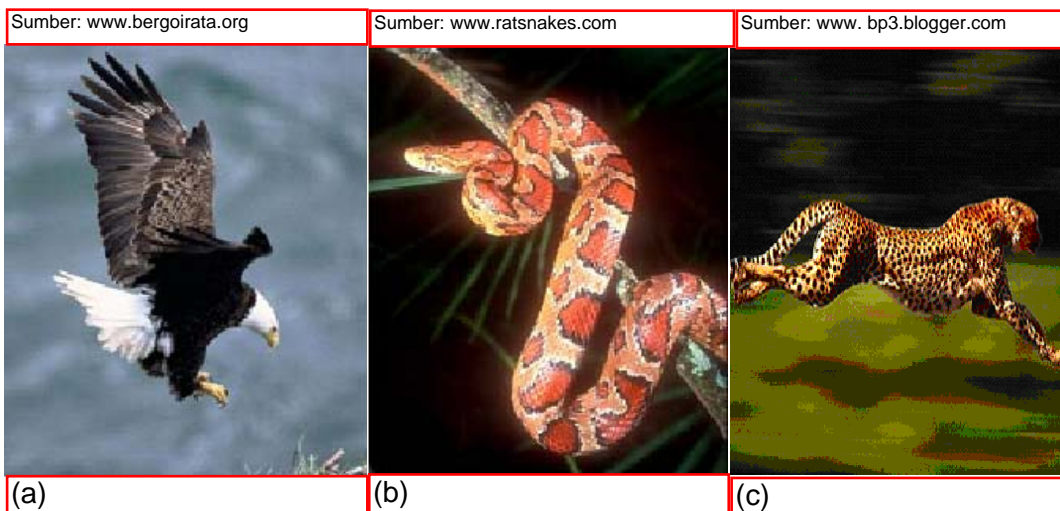 Sumber: www.bergoirata.org
Sumber: www.ratsnakes.com
Sumber: www. bp3.blogger.com
(a)
(b)
(c)